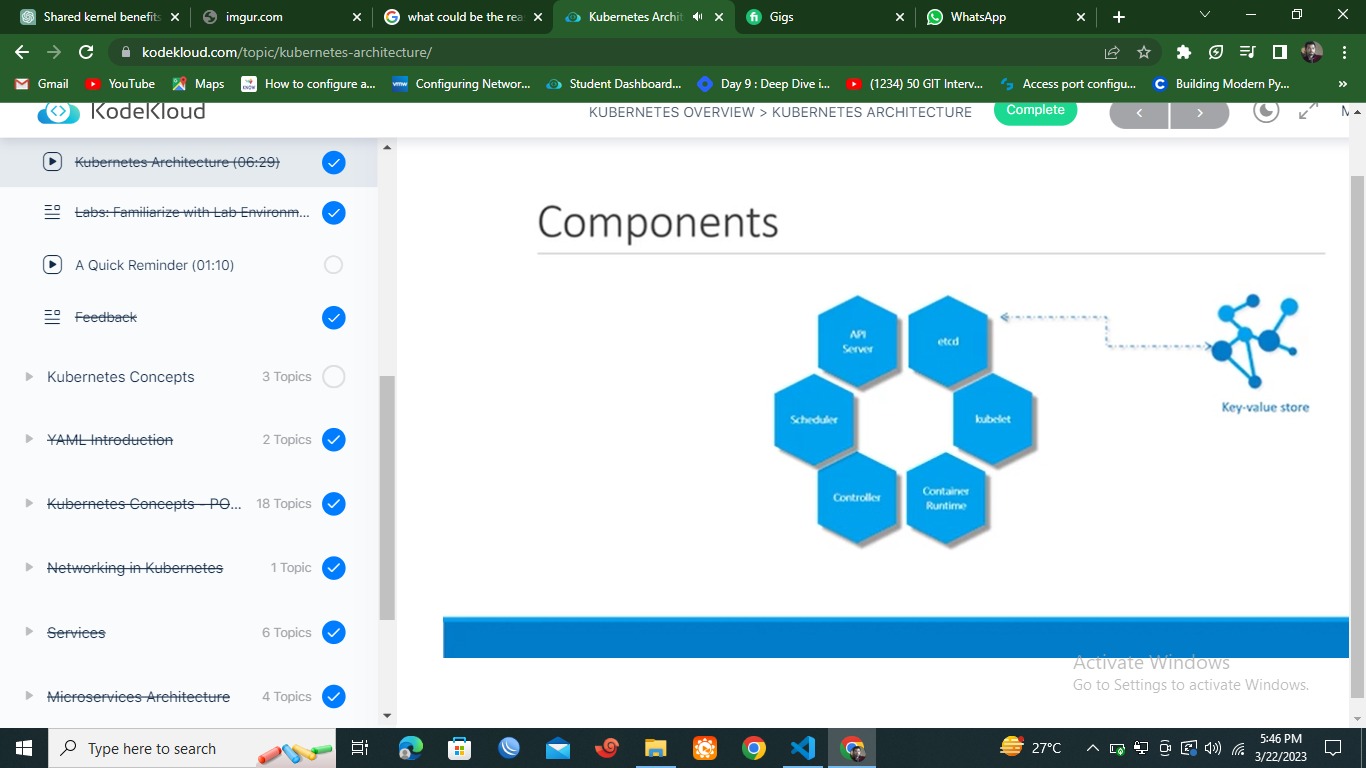 Shared kernel benefits
imgur.com
what could be the rea
Kubernetes Archit
Gigs
WhatsApp
kodekloud.com/topic/kubernetes-architecture/
Gmail
YouTube
Maps
How to configure a...
Configuring Networ...
Student Dashboard...
Day 9 : Deep Dive i...
(1234) 50 GIT Interv...
Access port configu...
Building Modern Py...
»
KodeKloud
KUBERNETES OVERVIEW > KUBERNETES ARCHITECTURE
Complete
Kubernetes Architecture (06:29)
Labs: Familiarize with Lab Environm...
A Quick Reminder (01:10)
Feedback
Kubernetes Concepts 3 Topics
YAML Introduction 2 Topics
Kubernetes Concepts - PO... 18 Topics
Networking in Kubernetes 1 Topic
Services 6 Topics
Microservices Architecture 4 Topics
Components
API
Server
etcd
Scheduler
kubelet
Controller
Container
Runtime
Key-value store
Activate Windows
Go to Settings to activate Windows.
Type here to search
27°C
5:46 PM
3/22/2023